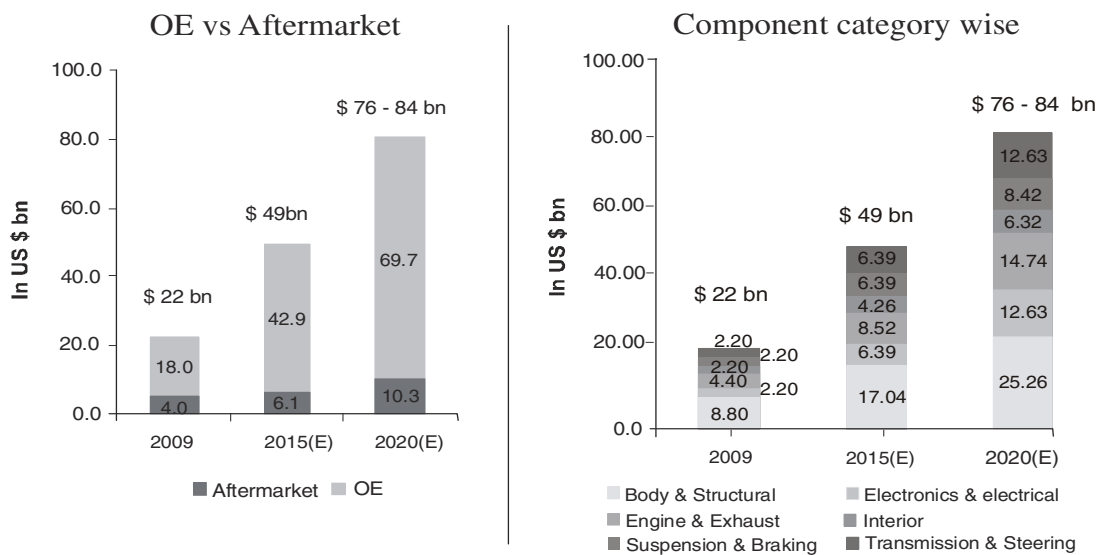 OE vs Aftermarket
In US $ bn
100.0
80.0
60.0
40.0
20.0
0.0
$ 22 bn
$ 49bn
$ 76 - 84 bn
18.0
4.0
42.9
6.1
69.7
10.3
2009
2015(E)
2020(E)
Aftermarket OE
Component category wise
In US $ bn
100.00
80.00
60.00
40.00
20.00
0.0
$ 22 bn
$ 49 bn
$ 76 - 84 bn
2.20
2.20
2.20
4.40
2.20
8.80
6.39
6.39
4.26
8.52
6.39
17.04
12.63
8.42
6.32
14.74
12.63
25.26
2009
2015(E)
2020(E)
Body & Structural Electronics & electrical
Engine & Exhaust Interior
Suspension & Braking Transmission & Steering